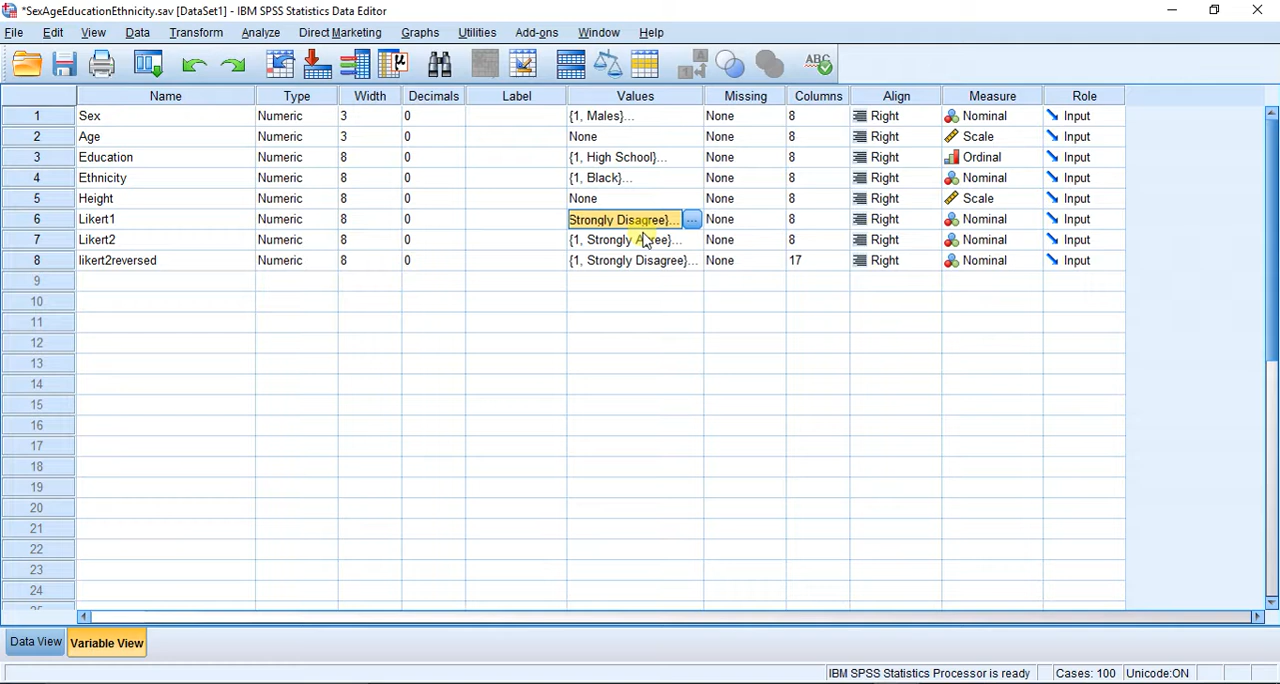 *SexAgeEducationEthnicity.sav [DataSet1] - IBM SPSS Statistics Data Editor
File Edit View Data Transform Analyze Direct Marketing Graphs Utilities Add-ons Window Help
Name Type Width Decimals Label Values Missing Columns Align Measure Role
1 Sex Numeric 3 0 {1, Males}... None 8 Right Nominal Input
2 Age Numeric 3 0 None None 8 Right Scale Input
3 Education Numeric 8 0 {1, High School}... None 8 Right Ordinal Input
4 Ethnicity Numeric 8 0 {1, Black}... None 8 Right Nominal Input
5 Height Numeric 8 0 None None 8 Right Scale Input
6 Likert1 Numeric 8 0 Strongly Disagree}... ... None 8 Right Nominal Input
7 Likert2 Numeric 8 0 {1, Strongly Agree}... None 8 Right Nominal Input
8 likert2reversed Numeric 8 0 {1, Strongly Disagree}... None 17 Right Nominal Input
9
10
11
12
13
14
15
16
17
18
19
20
21
22
23
24
Data View Variable View
IBM SPSS Statistics Processor is ready Cases: 100 Unicode:ON